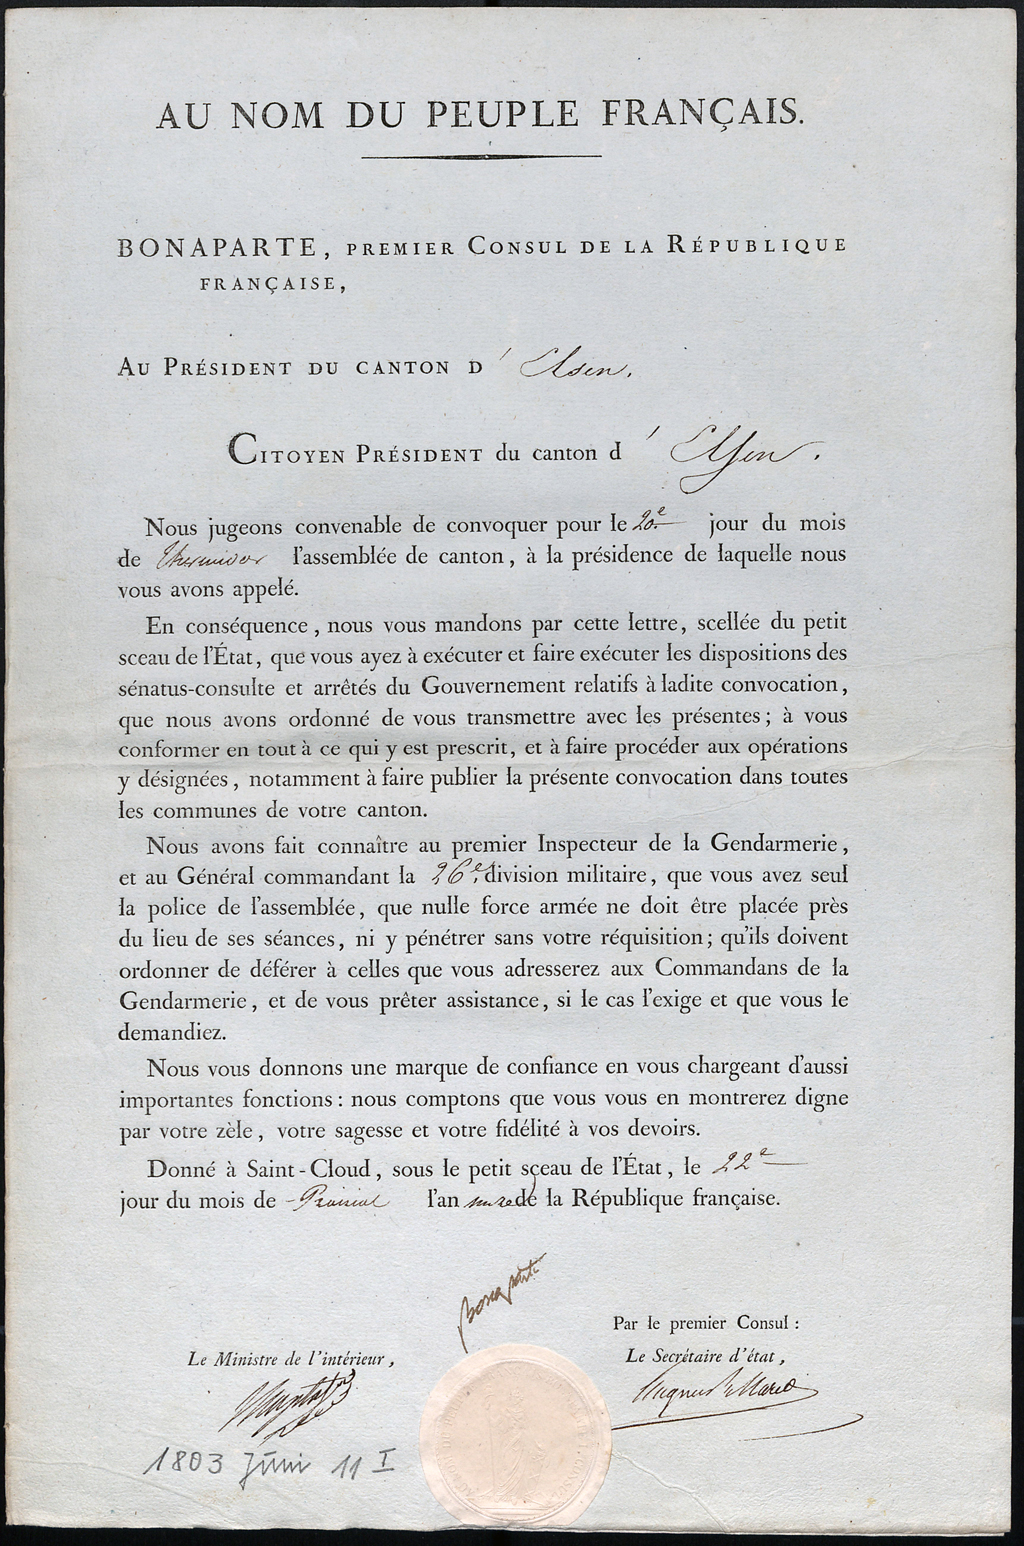 AU NOM DU PEUPLE FRANÇAIS.
BONAPARTE, PREMIER CONSUL DE LA RÉPUBLIQUE
FRANÇAISE,
AU PRÉSIDENT DU CANTON D' Elsen.
CITOYEN PRÉSIDENT du canton d' Elsen.
Nous jugeons convenable de convoquer pour le 20e jour du mois
de thermidor l'assemblée de canton, à la présidence de laquelle nous
vous avons appelé.
En conséquence, nous vous mandons par cette lettre, scellée du petit
sceau de l'État, que vous ayez à exécuter et faire exécuter les dispositions des
sénatus-consulte et arrêtés du Gouvernement relatifs à ladite convocation,
que nous avons ordonné de vous transmettre avec les présentes; à vous
conformer en tout à ce qui y est prescrit, et à faire procéder aux opérations
y désignées, notamment à faire publier la présente convocation dans toutes
les communes de votre canton.
Nous avons fait connaître au premier Inspecteur de la Gendarmerie,
et au Général commandant la 26e. division militaire, que vous avez seul
la police de l'assemblée, que nulle force armée ne doit être placée près
du lieu de ses séances, ni y pénétrer sans votre réquisition; qu'ils doivent
ordonner de déférer à celles que vous adresserez aux Commandans de la
Gendarmerie, et de vous prêter assistance, si le cas l'exige et que vous le
demandiez.
Nous vous donnons une marque de confiance en vous chargeant d'aussi
importantes fonctions: nous comptons que vous vous en montrerez digne
par votre zèle, votre sagesse et votre fidélité à vos devoirs.
Donné à Saint-Cloud, sous le petit sceau de l'État, le 22e
jour du mois de Prairial l'an onze de la République française.
Bonaparte
Par le premier Consul:
Le Ministre de l'intérieur,
Le Secrétaire d'état,
Hugues B. Maret
1803 Juni 11 I